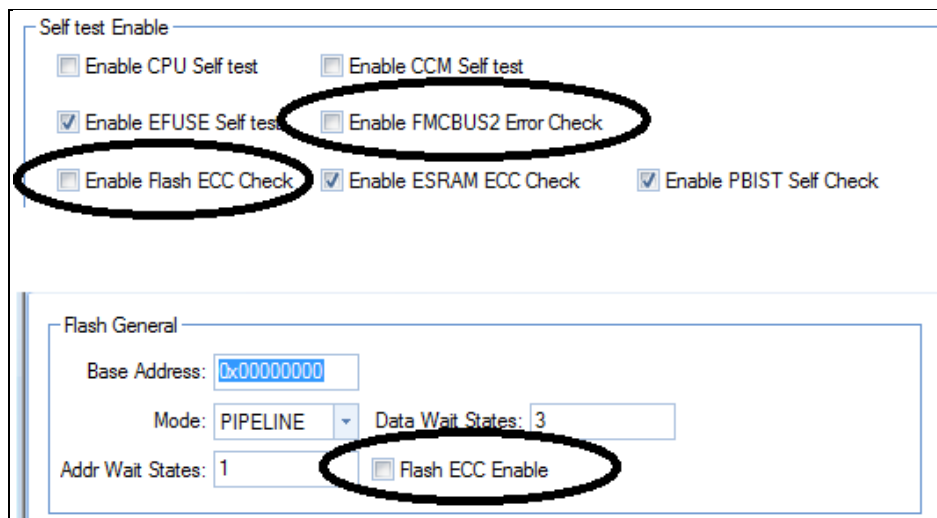 Self test Enable
Enable CPU Self test Enable CCM Self test
Enable EFUSE Self test Enable FMCBUS2 Error Check
Enable Flash ECC Check Enable ESRAM ECC Check Enable PBIST Self Check
Flash General
Base Address: 0x00000000
Mode: PIPELINE Data Wait States: 3
Addr Wait States: 1 Flash ECC Enable